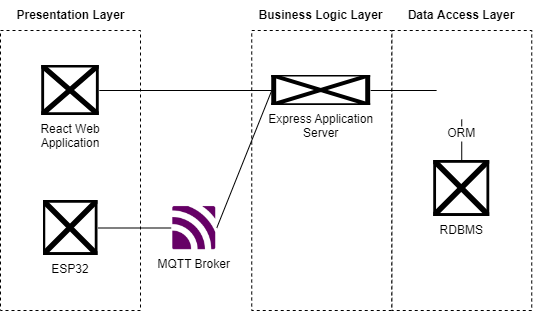 Presentation Layer
Business Logic Layer
Data Access Layer
React Web
Application
Express Application
Server
ORM
RDBMS
ESP32
MQTT Broker